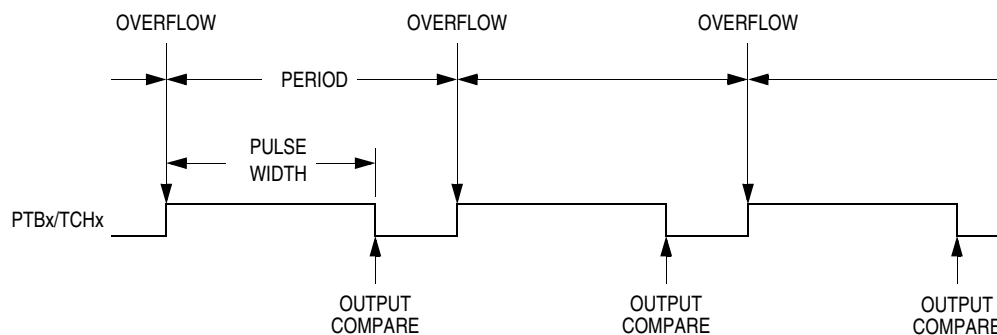 OVERFLOW OVERFLOW OVERFLOW
PERIOD
PULSE
WIDTH
PTBx/TCHx
OUTPUT
COMPARE
OUTPUT
COMPARE
OUTPUT
COMPARE